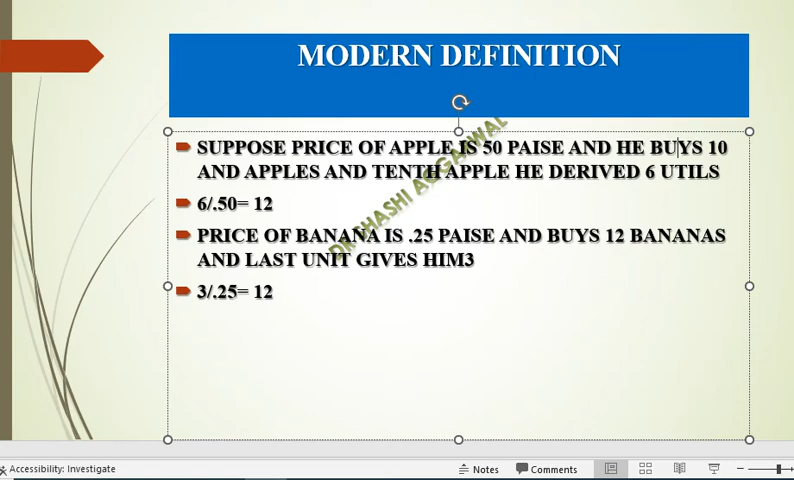 MODERN DEFINITION
SUPPOSE PRICE OF APPLE IS 50 PAISE AND HE BUYS 10
AND APPLES AND TENTH APPLE HE DERIVED 6 UTILS
6/.50= 12
PRICE OF BANANA IS .25 PAISE AND BUYS 12 BANANAS
AND LAST UNIT GIVES HIM3
3/.25= 12
DR SHASHI AGGARWAL
Accessibility: Investigate
Notes
Comments